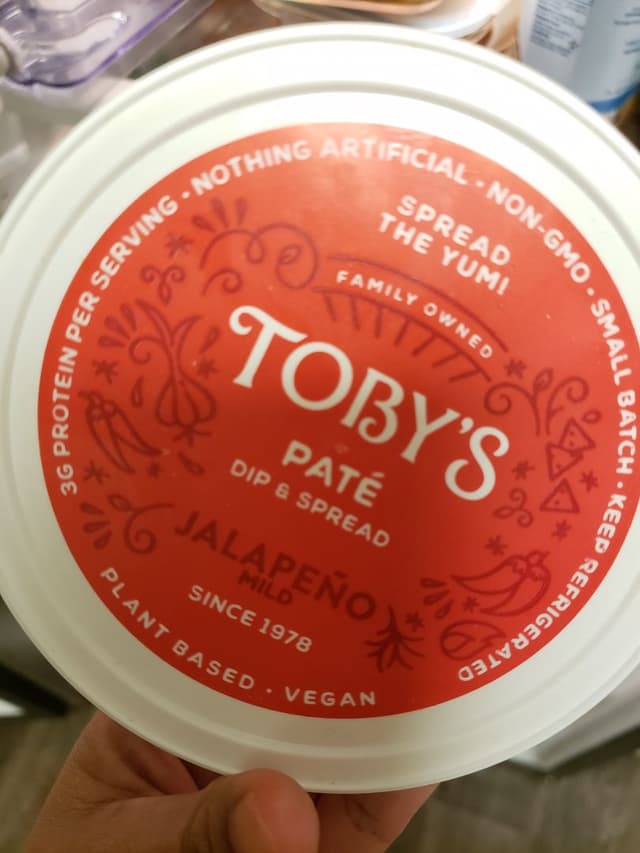 3G PROTEIN PER SERVING · NOTHING ARTIFICIAL · NON-GMO · SMALL BATCH · KEEP REFRIGERATED
SPREAD
THE YUM!
FAMILY OWNED
TOBY'S
PATÉ
DIP & SPREAD
JALAPEÑO
MILD
SINCE 1978
PLANT BASED · VEGAN